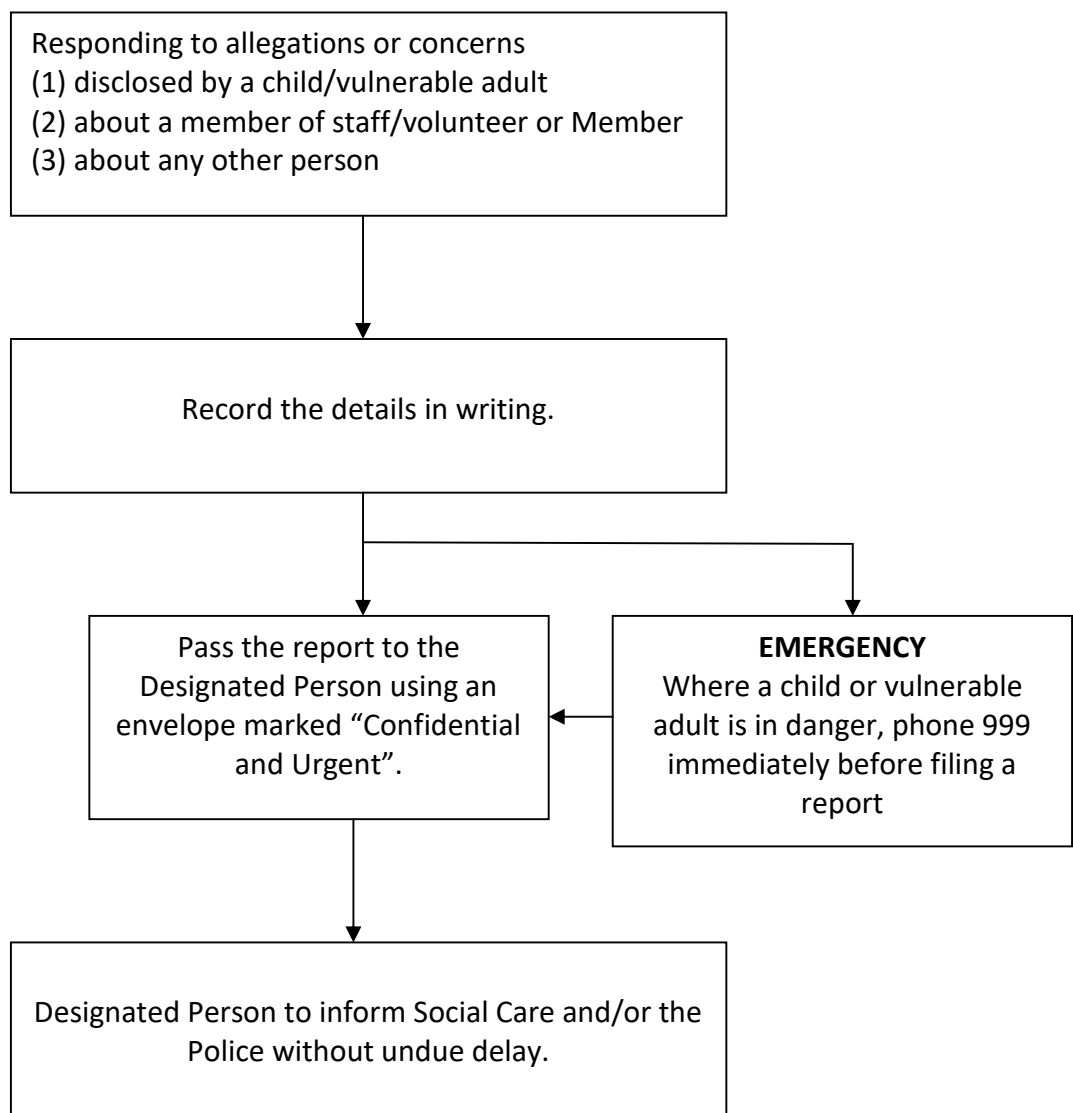 Responding to allegations or concerns
(1) disclosed by a child/vulnerable adult
(2) about a member of staff/volunteer or Member
(3) about any other person
Record the details in writing.
Pass the report to the
Designated Person using an
envelope marked “Confidential
and Urgent”.
EMERGENCY
Where a child or vulnerable
adult is in danger, phone 999
immediately before filing a
report
Designated Person to inform Social Care and/or the
Police without undue delay.